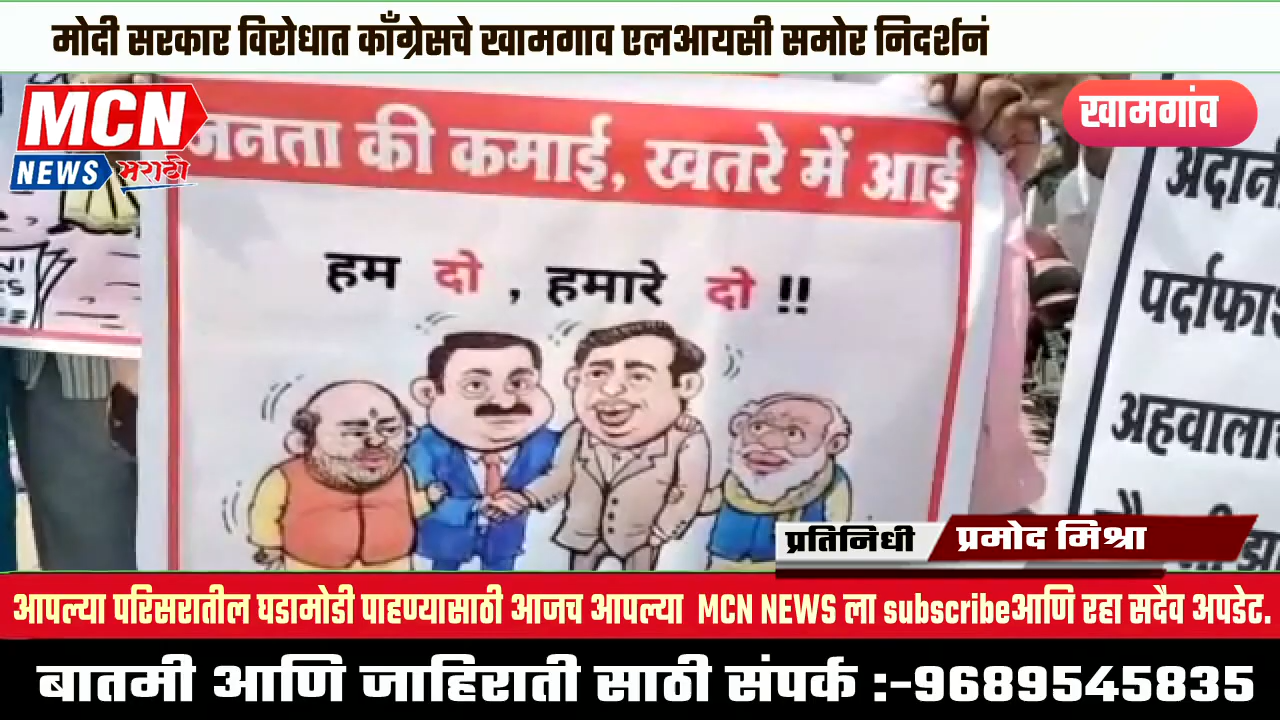 मोदी सरकार विरोधात काँग्रेसचे खामगाव एलआयसी समोर निदर्शनं
MCN
NEWS मराठी
खामगांव
जनता की कमाई, खतरे में आई
हम दो , हमारे दो !!
पर्दाफा
अहवाला
प्रतिनिधी प्रमोद मिश्रा
आपल्या परिसरातील घडामोडी पाहण्यासाठी आजच आपल्या MCN NEWS ला subscribeआणि रहा सदैव अपडेट.
बातमी आणि जाहिराती साठी संपर्क :-9689545835